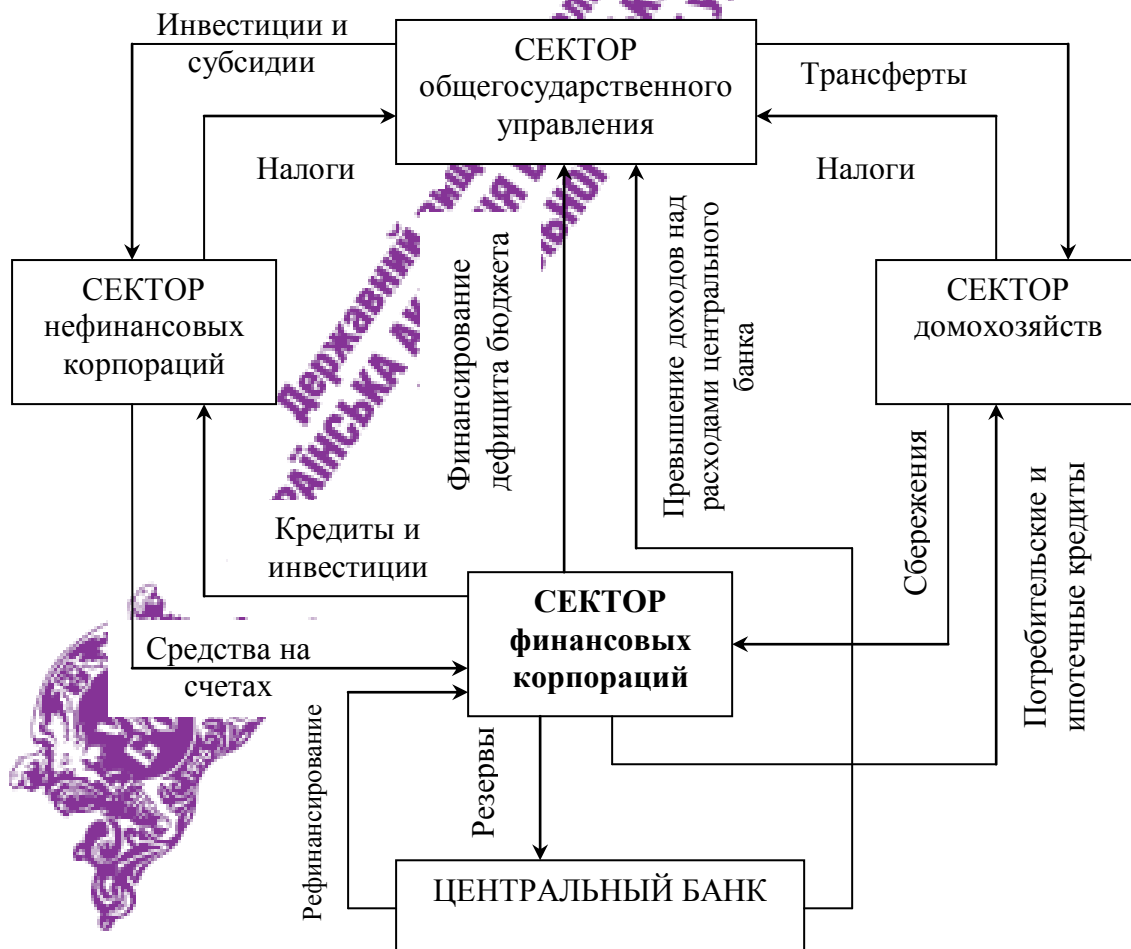 Инвестиции и
субсидии
СЕКТОР
общегосударственного
управления
Трансферты
Налоги
Налоги
СЕКТОР
нефинансовых
корпораций
Финансирование
дефицита бюджета
Превышение доходов над
расходами центрального
банка
СЕКТОР
домохозяйств
Кредиты и
инвестиции
Сбережения
Потребительские и
ипотечные кредиты
СЕКТОР
финансовых
корпораций
Средства на
счетах
Рефинансирование
Резервы
ЦЕНТРАЛЬНЫЙ БАНК
Державний